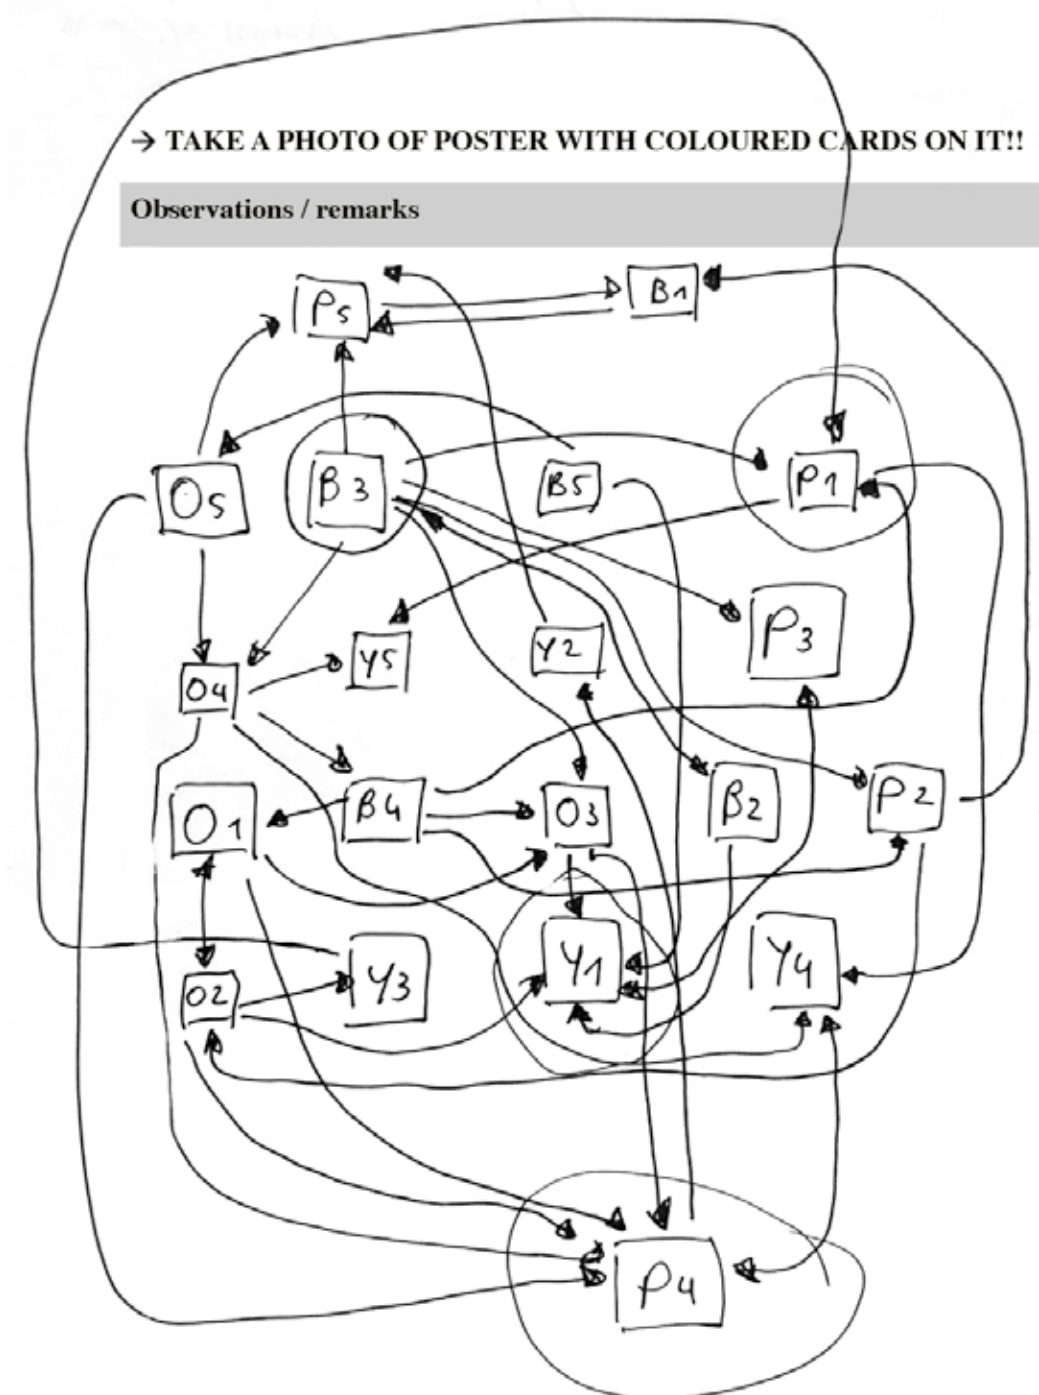 → TAKE A PHOTO OF POSTER WITH COLOURED CARDS ON IT!!
Observations / remarks
P5
B1
O5
B3
B5
P1
P3
O4
Y5
Y2
O1
B4
O3
B2
P2
O2
Y3
Y1
Y4
P4